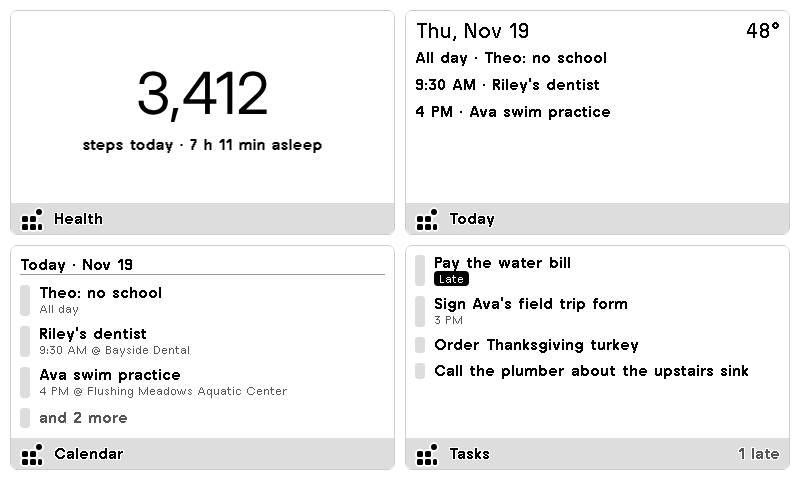 3,412
steps today · 7 h 11 min asleep
Health
Thu, Nov 19
48°
All day · Theo: no school
9:30 AM · Riley's dentist
4 PM · Ava swim practice
Today
Today · Nov 19
Theo: no school
All day
Riley's dentist
9:30 AM @ Bayside Dental
Ava swim practice
4 PM @ Flushing Meadows Aquatic Center
and 2 more
Calendar
Pay the water bill
Late
Sign Ava's field trip form
3 PM
Order Thanksgiving turkey
Call the plumber about the upstairs sink
Tasks
1 late